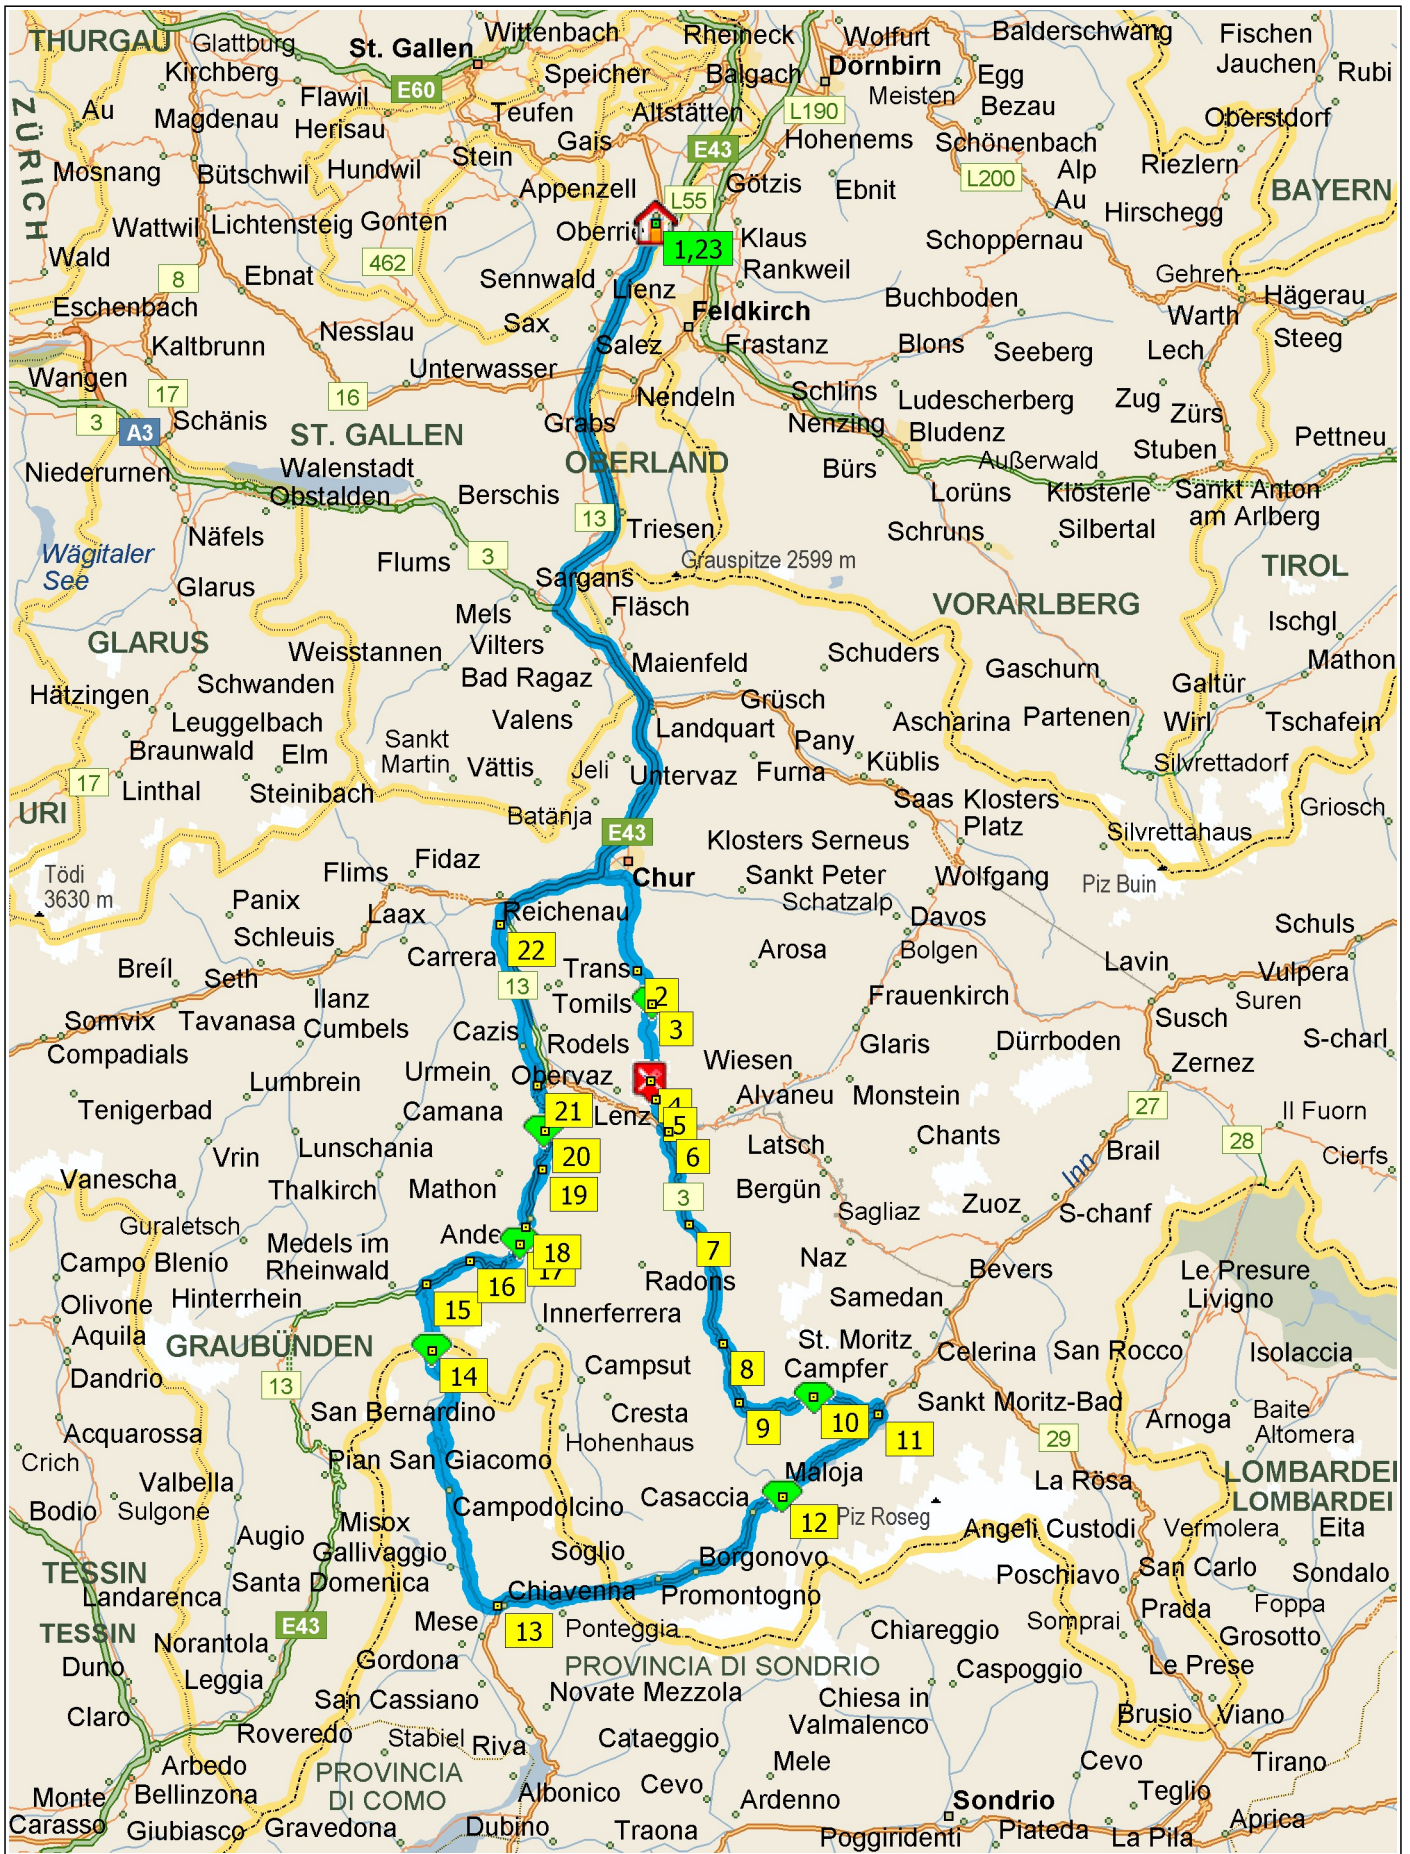 THURGAU
Glattburg
St. Gallen
Wittenbach
Rheineck
Wolfurt
Balderschwang
Fischen
Kirchberg
E60
Speicher
Balgach
Dornbirn
Egg
Jauchen
Rubi
ZÜRICH
Au
Flawil
Teufen
Altstätten
L190
Meisten
Bezau
Oberstdorf
Magdenau
Herisau
Gais
E43
Hohenems
Schönenbach
Mosnang
Bütschwil
Hundwil
Stein
Appenzell
L55
Götzis
Ebnit
L200
Alp
Au
Riezlern
BAYERN
Wattwil
Lichtensteig
Gonten
Klaus
Hirschegg
1,23
Wald
8
Ebnat
462
Sennwald
Lienz
Rankweil
Schoppernau
Gehren
Eschenbach
Nesslau
Sax
Feldkirch
Buchboden
Warth
Hägerau
Kaltbrunn
Salez
Frastanz
Blons
Seeberg
Lech
Steeg
Wangen
17
16
Unterwasser
Nendeln
Schlins
Ludescherberg
Zug
Zürs
3
A3
Schänis
ST. GALLEN
Grabs
Nenzing
Bludenz
Stuben
Pettneu
Niederurnen
Walenstadt
OBERLAND
Bürs
Außerwald
Obstalden
Berschis
Lorüns
Klösterle
Sankt Anton
am Arlberg
Näfels
13
Triesen
Schruns
Silbertal
Wägitaler
See
Flums
3
Sargans
Grauspitze 2599 m
TIROL
Glarus
Mels
Fläsch
VORARLBERG
Ischgl
GLARUS
Weisstannen
Vilters
Maienfeld
Schuders
Gaschurn
Mathon
Hätzingen
Schwanden
Bad Ragaz
Grüsch
Galtür
Leuggelbach
Valens
Landquart
Ascharina
Partenen
Wirl
Tschafein
Braunwald
Elm
Sankt
Martin
Vättis
Jeli
Untervaz
Pany
Furna
Küblis
Silvrettadorf
17
Linthal
Steinibach
Batänja
Saas
Klosters
Platz
Griosch
URI
E43
Klosters Serneus
Silvrettahaus
Tödi
3630 m
Flims
Fidaz
Chur
Sankt Peter
Wolfgang
Piz Buin
Panix
Laax
Reichenau
Schatzalp
Davos
Schuls
Schleuis
Carrera
22
Trans
Arosa
Bolgen
Lavin
Vulpera
Breíl
Seth
Ilanz
13
Tomils
2
Frauenkirch
Suren
Somvix
Tavanasa
Cumbels
Cazis
3
Susch
S-charl
Compadials
Rodels
Wiesen
Glaris
Dürrboden
Zernez
Lumbrein
Urmein
Obervaz
Alvaneu
Monstein
Tenigerbad
Camana
21
Lenz
4
5
27
Il Fuorn
Vrin
Lunschania
20
6
Latsch
Chants
Brail
28
Cierfs
Vanescha
Thalkirch
Mathon
19
3
Bergün
Inn
Zuoz
S-chanf
Guraletsch
Sagliaz
Campo Blenio
Medels im
Rheinwald
18
17
7
Naz
Bevers
Le Presure
Olivone
Hinterrhein
16
Radons
Samedan
Livigno
Aquila
15
Innerferrera
GRAUBÜNDEN
St. Moritz
Celerina
San Rocco
Isolaccia
Dandrio
13
14
Campsut
8
Campfer
San Bernardino
Cresta
9
10
11
Sankt Moritz-Bad
Arnoga
Baite
Altomera
Acquarossa
Hohenhaus
29
Crich
Pian San Giacomo
Maloja
La Rösa
LOMBARDEI
LOMBARDEI
Valbella
Bodio
Sulgone
Misox
Campodolcino
Casaccia
12
Piz Roseg
Angeli Custodi
Vermolera
Eita
Augio
Gallivaggio
Soglio
Borgonovo
TESSIN
Santa Domenica
Poschiavo
San Carlo
Sondalo
Landarenca
Chiavenna
Promontogno
TESSIN
E43
Mese
13
Ponteggia
Chiareggio
Somprai
Prada
Foppa
Norantola
Grosotto
Duno
Leggia
Gordona
PROVINCIA DI SONDRIO
Caspoggio
Le Prese
San Cassiano
Novate Mezzola
Chiesa in
Valmalenco
Claro
Roveredo
Stabiel
Riva
Cataeggio
Brusio
Viano
Arbedo
PROVINCIA
DI COMO
Mele
Cevo
Tirano
Monte
Carasso
Bellinzona
Albonico
Cevo
Ardenno
Sondrio
Teglio
Giubiasco
Gravedona
Dubino
Traona
Poggiridenti
Piateda
La Pila
Aprica